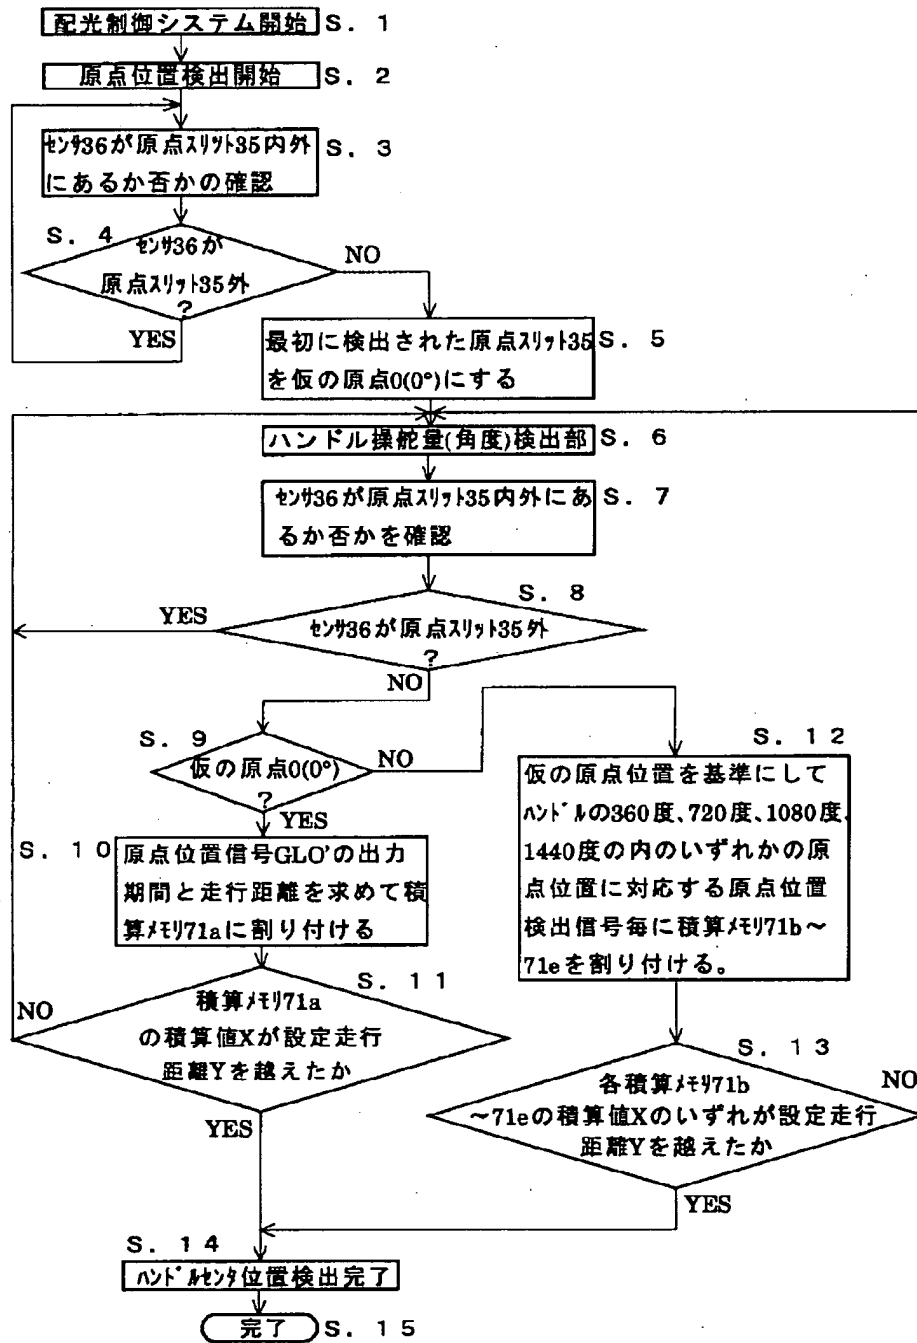 配光制御システム開始 S. 1
原点位置検出開始 S. 2
センサ36が原点スリット35内外
にあるか否かの確認
S. 3
S. 4
センサ36が
原点スリット35外
?
NO
YES
最初に検出された原点スリット35
を仮の原点0(0°)にする
S. 5
ハンドル操舵量(角度)検出部 S. 6
センサ36が原点スリット35内外にあ
るか否かを確認
S. 7
S. 8
YES
センサ36が原点スリット35外
?
NO
S. 9
仮の原点0(0°)
?
NO
YES
S. 12
仮の原点位置を基準にして
ハンドルの360度、720度、1080度、
1440度の内のいずれかの原
点位置に対応する原点位置
検出信号毎に積算メモリ71b～
71eを割り付ける。
S. 10
原点位置信号GLO'の出力
期間と走行距離を求めて積
算メモリ71aに割り付ける
S. 11
NO
積算メモリ71a
の積算値Xが設定走行
距離Yを越えたか
YES
S. 13
NO
各積算メモリ71b
～71eの積算値Xのいずれが設定走行
距離Yを越えたか
YES
S. 14
ハンドルセンタ位置検出完了
完了 S. 15